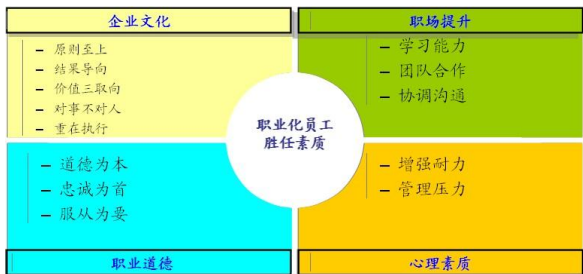 企业文化
– 原则至上
– 结果导向
– 价值三取向
– 对事不对人
– 重在执行
职场提升
– 学习能力
– 团队合作
– 协调沟通
职业化员工
胜任素质
– 道德为本
– 忠诚为首
– 服从为要
职业道德
– 增强耐力
– 管理压力
心理素质